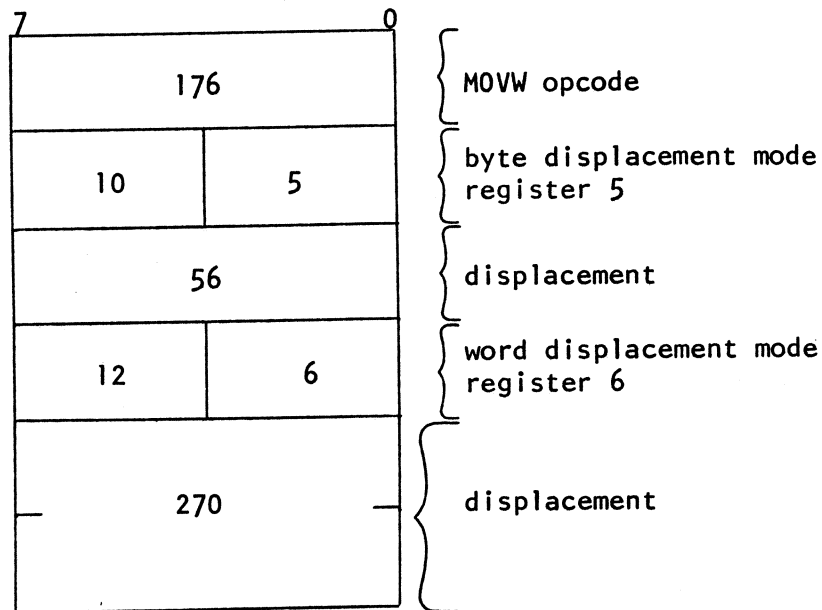 7 0
176 MOVW opcode
10 5 byte displacement mode
register 5
56 displacement
12 6 word displacement mode
register 6
270 displacement